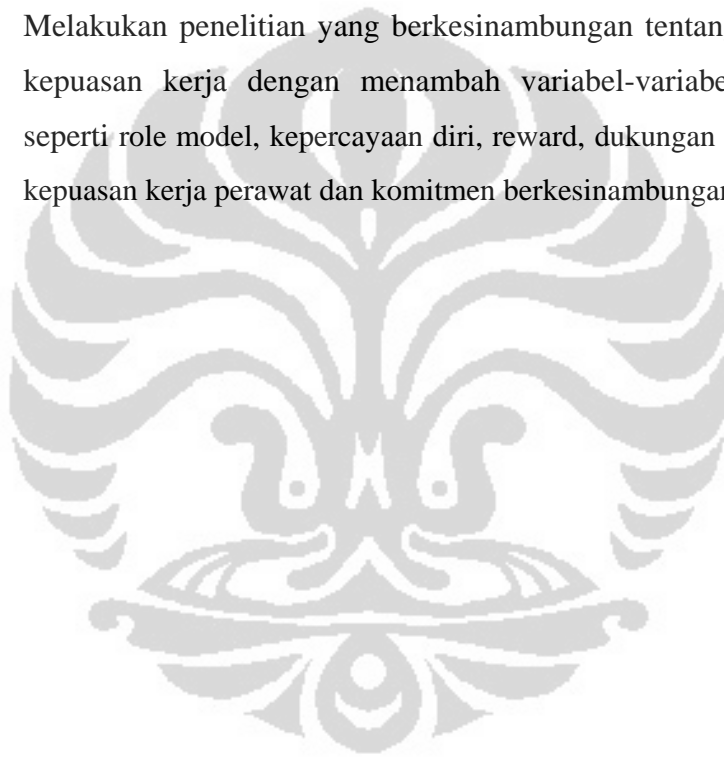 Melakukan penelitian yang berkesinambungan tentan
kepuasan kerja dengan menambah variabel-variabe
seperti role model, kepercayaan diri, reward, dukungan
kepuasan kerja perawat dan komitmen berkesinambungan